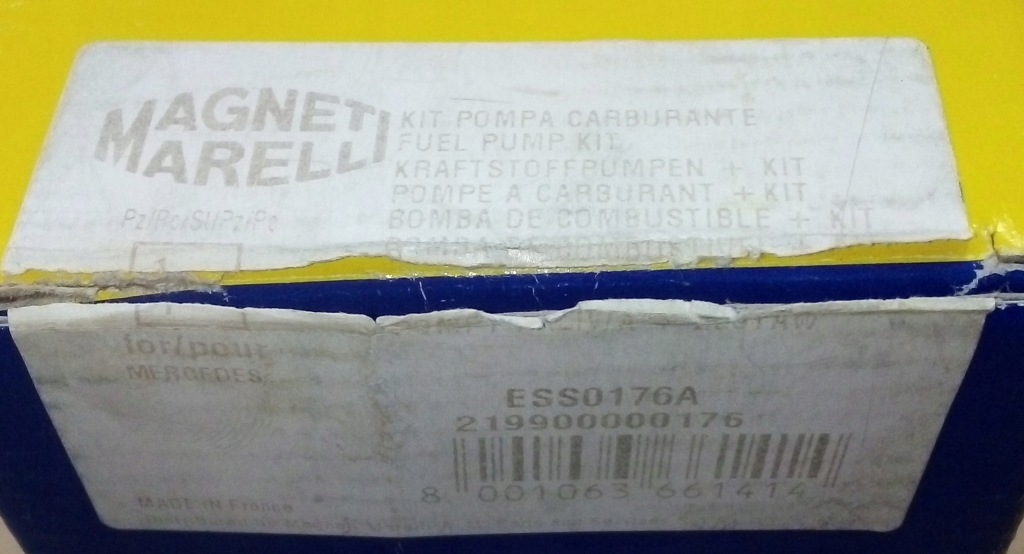 MAGNETI
MARELLI
KIT POMPA CARBURANTE
FUEL PUMP KIT
KRAFTSTOFFPUMPEN + KIT
POMPE A CARBURANT + KIT
BOMBA DE COMBUSTIBLE + KIT
Pz/Pcr/St/Pz/Pc
1
for/pour
MERCEDES
ESS0176A
219900000176
8 001063 661414
MADE IN France